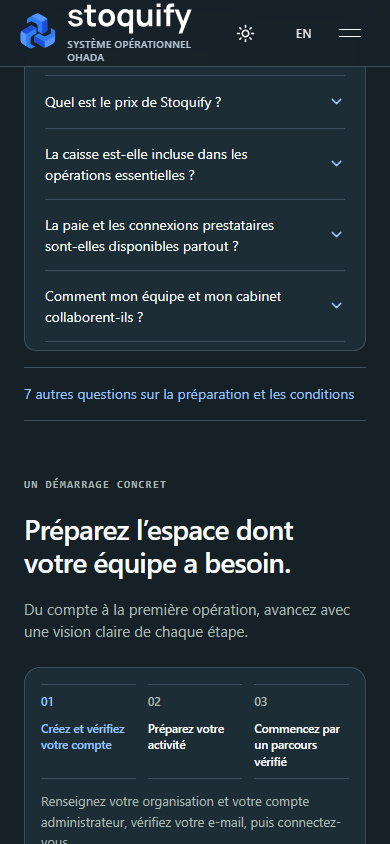 stoquify
SYSTÈME OPÉRATIONNEL
OHADA
EN
Quel est le prix de Stoquify ?
La caisse est-elle incluse dans les
opérations essentielles ?
La paie et les connexions prestataires
sont-elles disponibles partout ?
Comment mon équipe et mon cabinet
collaborent-ils ?
7 autres questions sur la préparation et les conditions
UN DÉMARRAGE CONCRET
Préparez l’espace dont
votre équipe a besoin.
Du compte à la première opération, avancez avec
une vision claire de chaque étape.
01
Créez et vérifiez
votre compte
02
Préparez votre
activité
03
Commencez par
un parcours
vérifié
Renseignez votre organisation et votre compte
administrateur, vérifiez votre e-mail, puis connectez-
vous